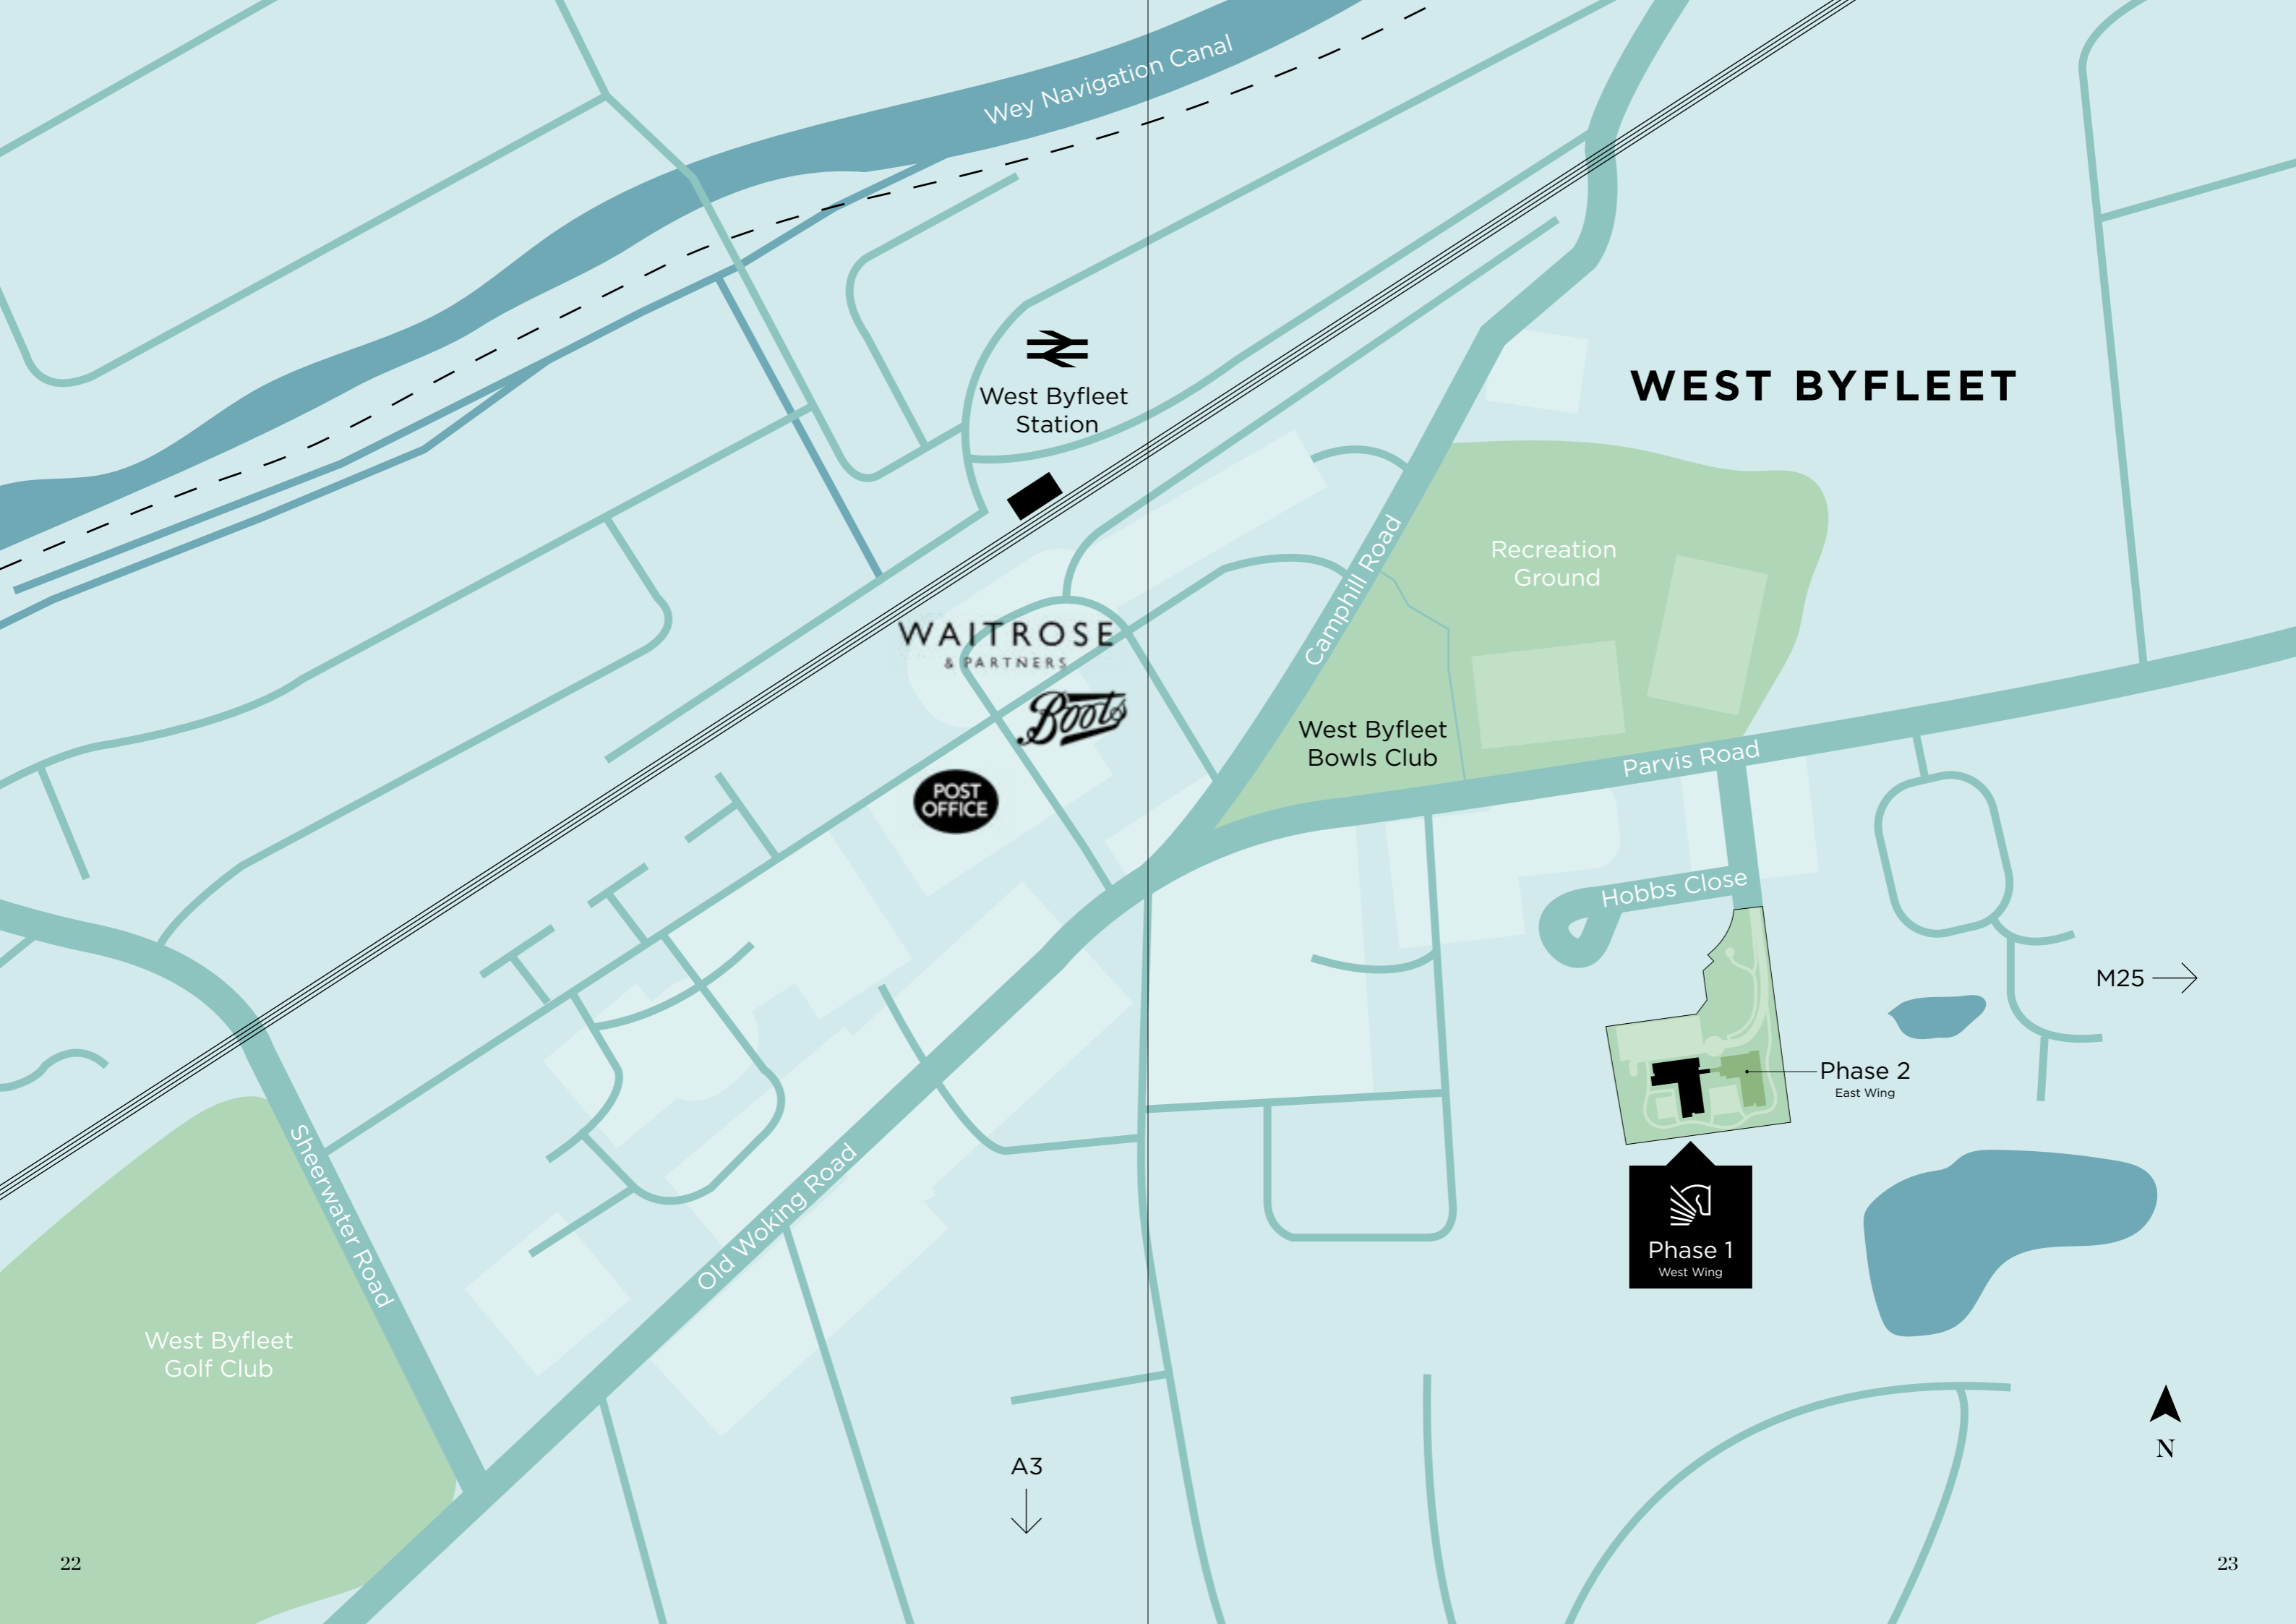 Wey Navigation Canal
West Byfleet
Station
WEST BYFLEET
Camphill Road
Recreation
Ground
WAITROSE
& PARTNERS
Boots
West Byfleet
Bowls Club
Parvis Road
POST
OFFICE
Hobbs Close
M25
Phase 2
East Wing
Sheerwater Road
Old Woking Road
Phase 1
West Wing
West Byfleet
Golf Club
A3
N
22
23